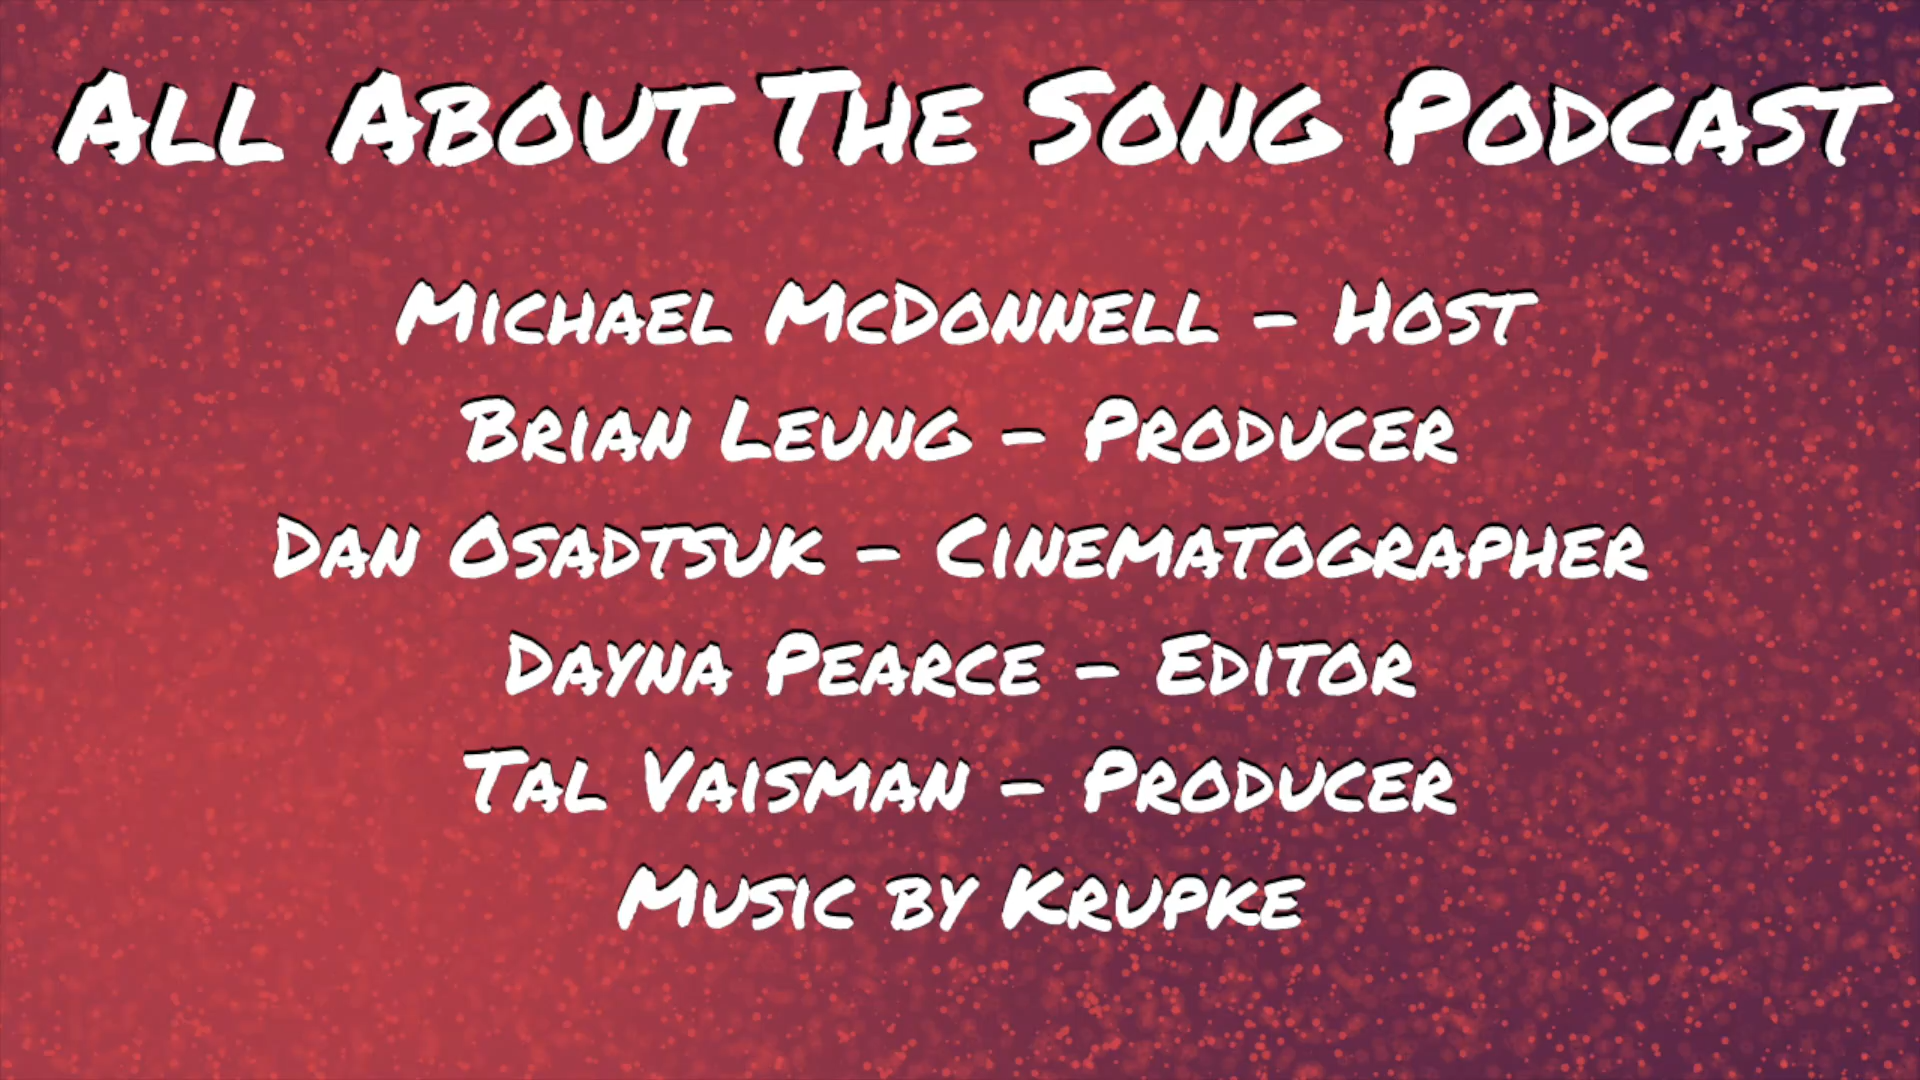 All About The Song Podcast
Michael McDonnell - Host
Brian Leung - Producer
Dan Osadtsuk - Cinematographer
Dayna Pearce - Editor
Tal Vaisman - Producer
Music by Krupke